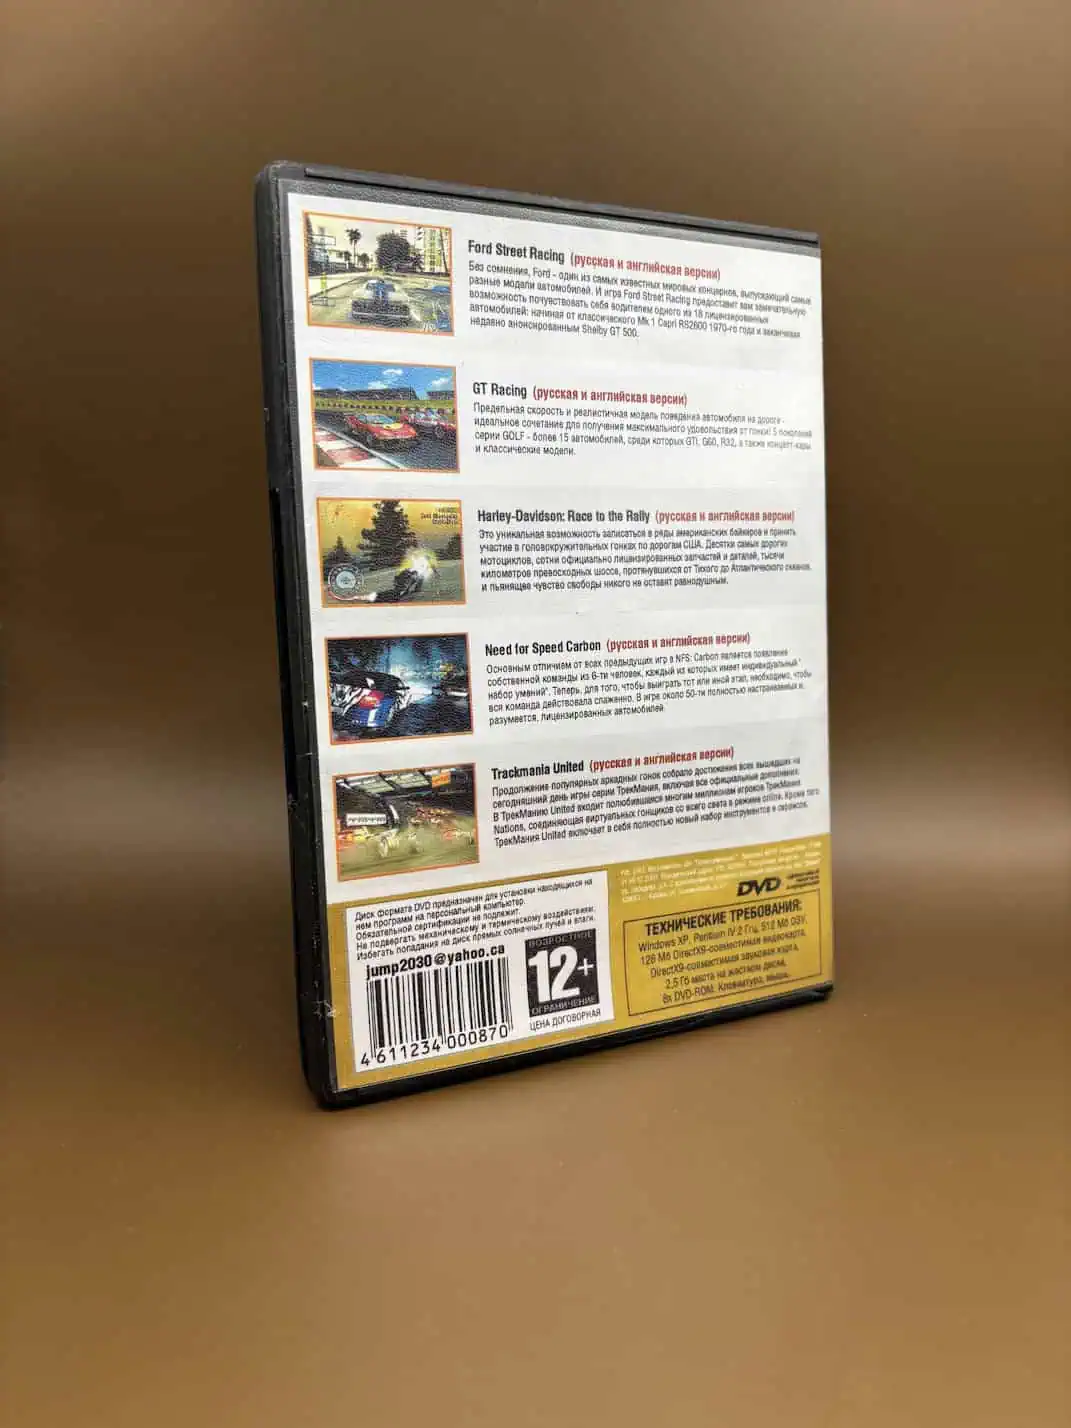 Ford Street Racing (русская и английская версии)
Без сомнения, Ford - один из самых известных мировых концернов, выпускающий самые
разные модели автомобилей. И игра Ford Street Racing предоставит вам замечательную
возможность почувствовать себя водителем одного из 18 лицензированных
автомобилей: начиная от классического Mk 1 Capri RS2600 1970-го года и заканчивая
недавно анонсированным Shelby GT 500.
GT Racing (русская и английская версии)
Предельная скорость и реалистичная модель поведения автомобиля на дороге -
идеальное сочетание для получения максимального удовольствия от гонки! 5 поколений
серии GOLF - более 15 автомобилей, среди которых GTI, G60, R32, а также концепт-кары
и классические модели.
Harley-Davidson: Race to the Rally (русская и английская версии)
Это уникальная возможность записаться в ряды американских байкеров и принять
участие в головокружительных гонках по дорогам США. Десятки самых дорогих
мотоциклов, сотни официально лицензированных запчастей и деталей, тысячи
километров превосходных шоссе, протянувшихся от Тихого до Атлантического океанов,
и пьянящее чувство свободы никого не оставят равнодушным.
Need for Speed Carbon (русская и английская версии)
Основным отличием от всех предыдущих игр в NFS: Carbon является появление
собственной команды из 6-ти человек, каждый из которых имеет индивидуальный "
набор умений". Теперь, для того, чтобы выиграть тот или иной этап, необходимо, чтобы
вся команда действовала слаженно. В игре около 50-ти полностью настраиваемых и,
разумеется, лицензированных автомобилей.
Trackmania United (русская и английская версии)
Продолжение популярных аркадных гонок собрало достижения всех вышедших на
сегодняшний день игры серии ТрекМания, включая все официальные дополнения.
В ТрекМанию United входит полюбившаяся многим миллионам игроков ТрекМания
Nations, соединяющая виртуальных гонщиков со всего света в режиме online. Кроме того
ТрекМания United включает в себя полностью новый набор инструментов и сервисов.
Диск формата DVD предназначен для установки находящихся на
нем программ на персональный компьютер.
Обязательной сертификации не подлежит.
Не подвергать механическому и термическому воздействиям.
Избегать попадания на диск прямых солнечных лучей и влаги.
jump2030@yahoo.ca
4 611234 000870
ВОЗРАСТНОЕ
12+
ОГРАНИЧЕНИЕ
ЦЕНА ДОГОВОРНАЯ
DVD
ТЕХНИЧЕСКИЕ ТРЕБОВАНИЯ:
Windows XP, Pentium IV 2 Ггц, 512 Мб ОЗУ,
128 Мб DirectX9-совместимая видеокарта,
DirectX9-совместимая звуковая карта,
2,5 Гб места на жестком диске,
8x DVD-ROM. Клавиатура, мышь.